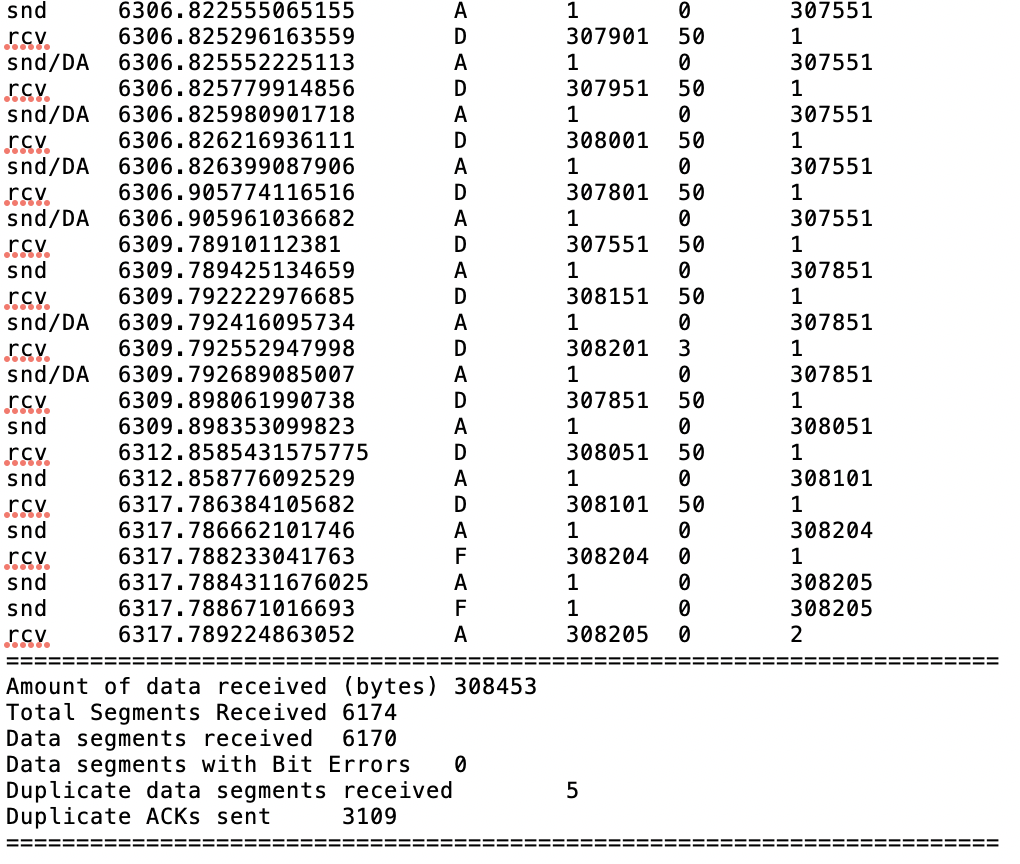 snd 6306.822555065155 A 1 0 307551
rcv 6306.825296163559 D 307901 50 1
snd/DA 6306.825552225113 A 1 0 307551
rcv 6306.825779914856 D 307951 50 1
snd/DA 6306.825980901718 A 1 0 307551
rcv 6306.826216936111 D 308001 50 1
snd/DA 6306.826399087906 A 1 0 307551
rcv 6306.905774116516 D 307801 50 1
snd/DA 6306.905961036682 A 1 0 307551
rcv 6309.78910112381 D 307551 50 1
snd 6309.789425134659 A 1 0 307851
rcv 6309.792222976685 D 308151 50 1
snd/DA 6309.792416095734 A 1 0 307851
rcv 6309.792552947998 D 308201 3 1
snd/DA 6309.792689085007 A 1 0 307851
rcv 6309.898061990738 D 307851 50 1
snd 6309.898353099823 A 1 0 308051
rcv 6312.8585431575775 D 308051 50 1
snd 6312.858776092529 A 1 0 308101
rcv 6317.786384105682 D 308101 50 1
snd 6317.786662101746 A 1 0 308204
rcv 6317.788233041763 F 308204 0 1
snd 6317.7884311676025 A 1 0 308205
snd 6317.788671016693 F 1 0 308205
rcv 6317.789224863052 A 308205 0 2
=======================================================================
Amount of data received (bytes) 308453
Total Segments Received 6174
Data segments received 6170
Data segments with Bit Errors 0
Duplicate data segments received 5
Duplicate ACKs sent 3109
=======================================================================